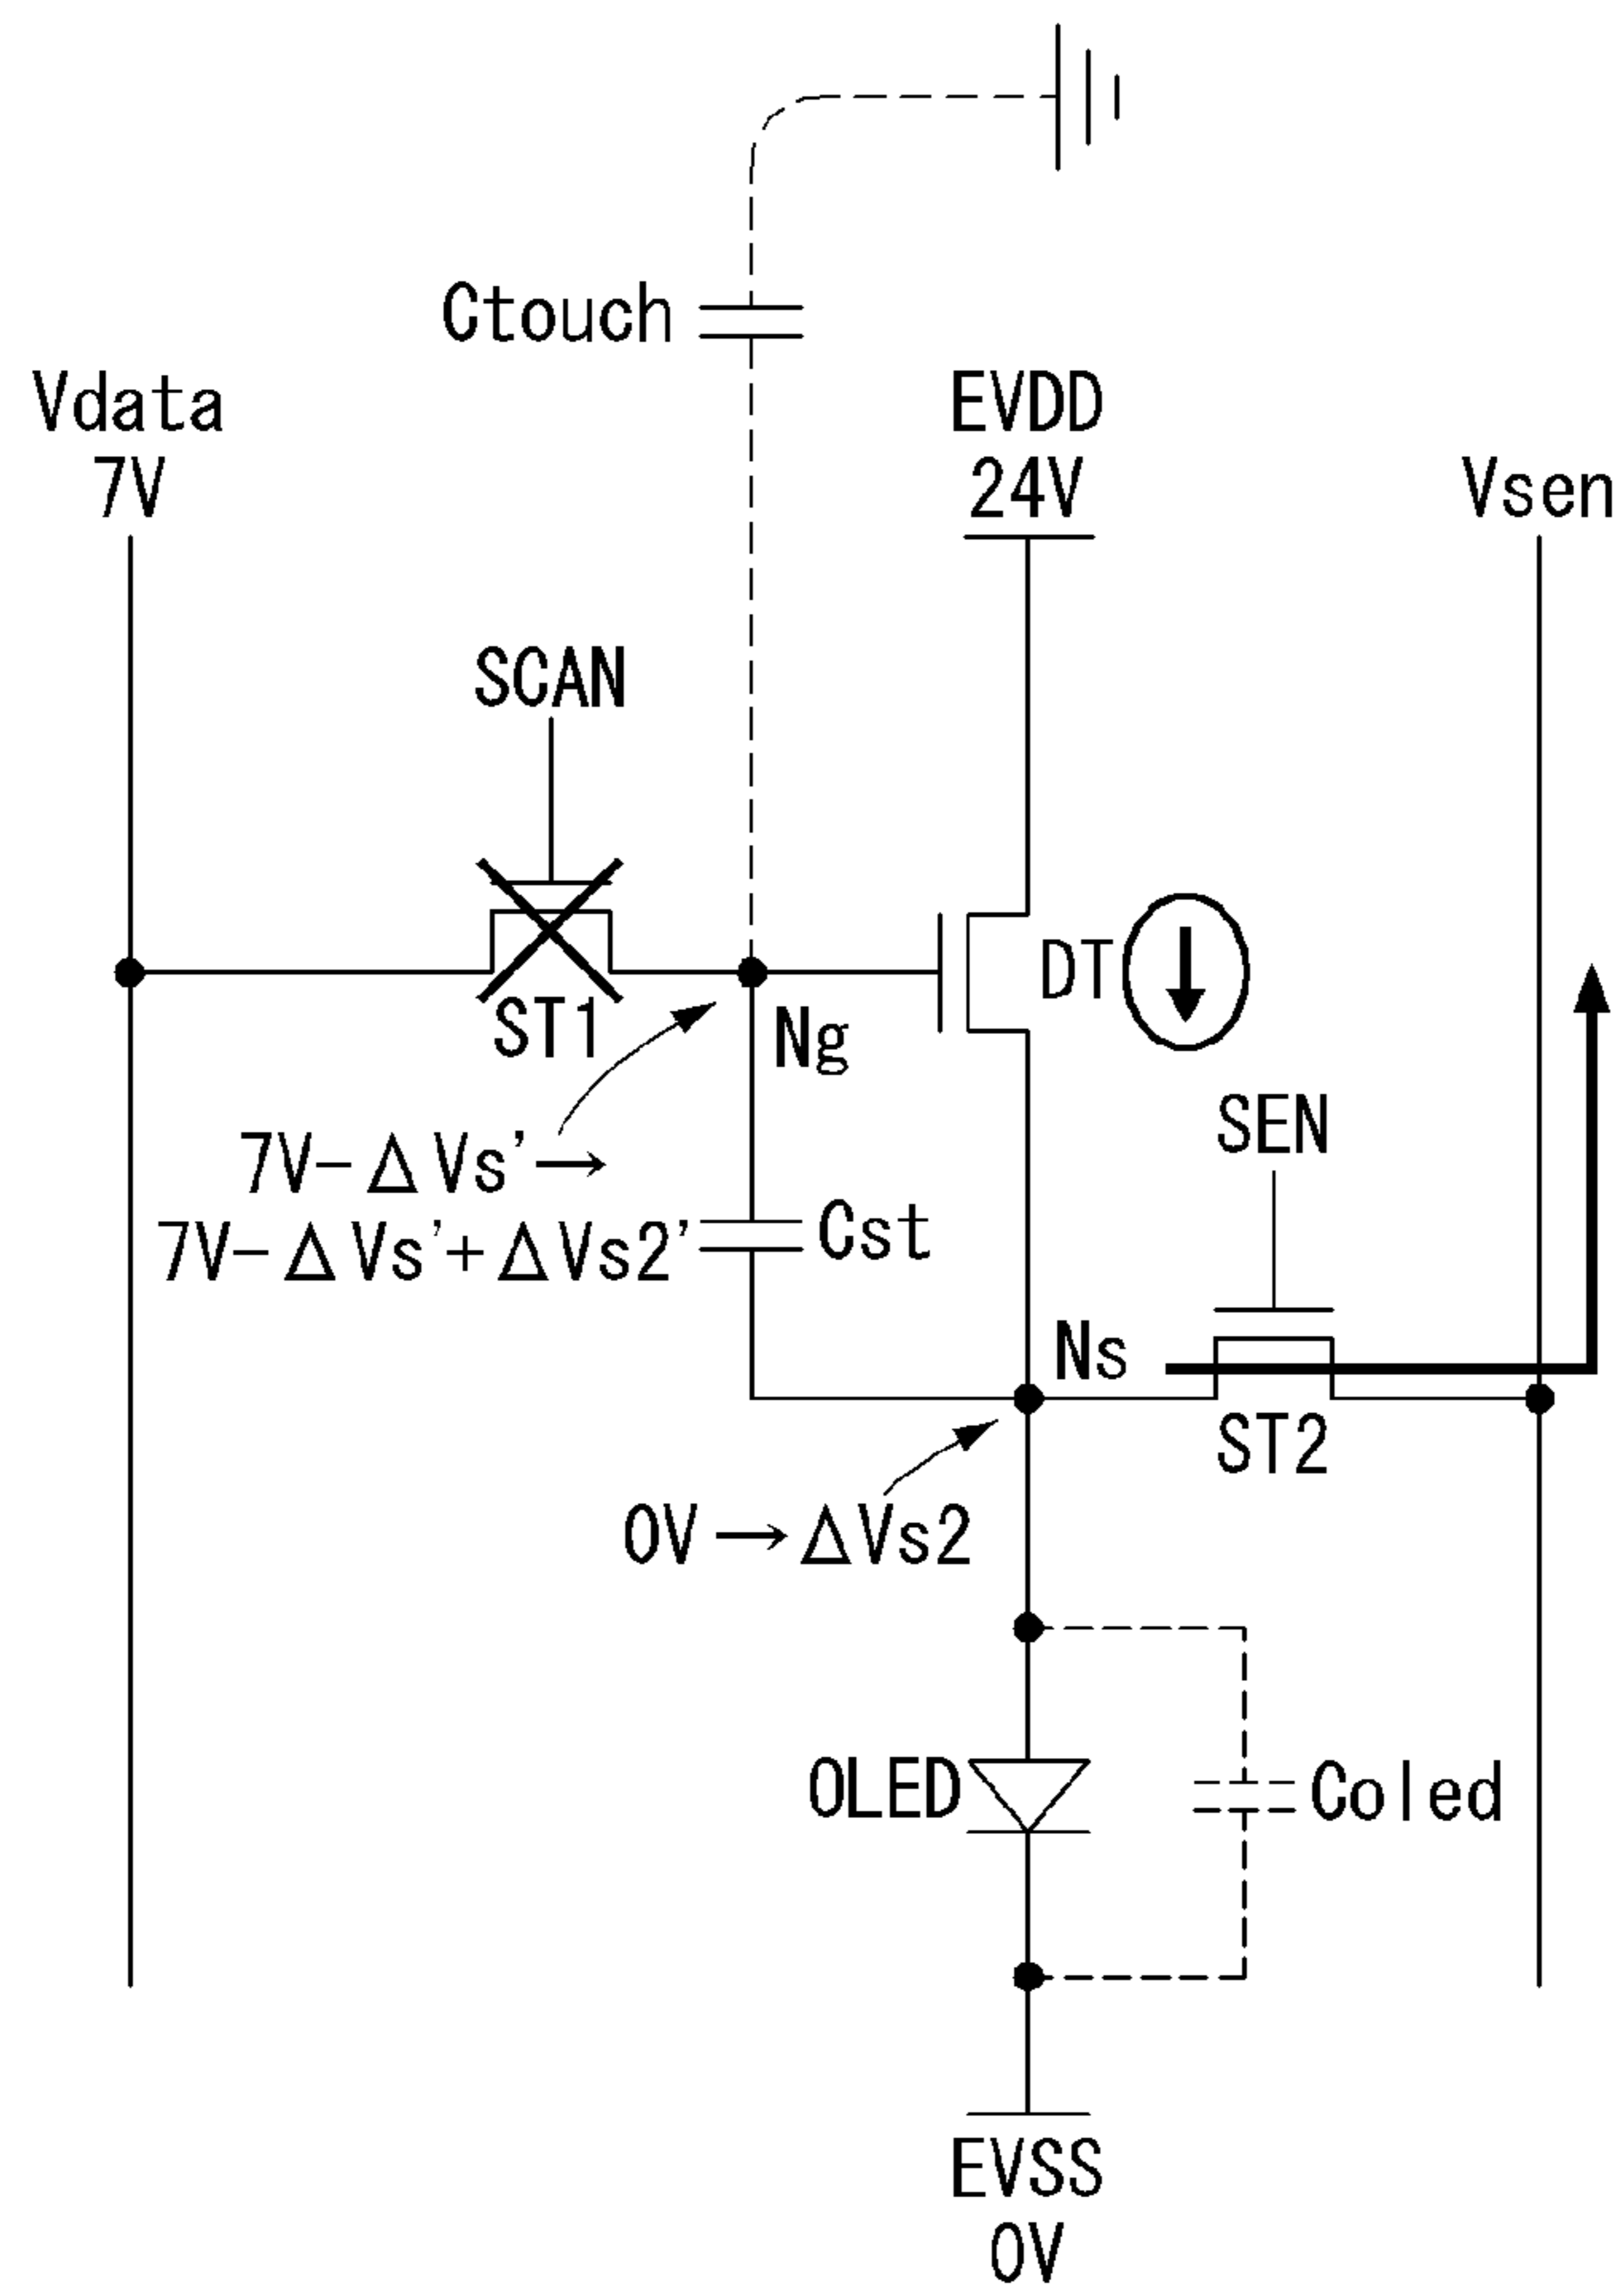 Ctouch
Vdata
7V
EVDD
24V
Vsen
SCAN
DT
ST1
Ng
SEN
7V-ΔVs'→
7V-ΔVs'+ΔVs2'
Cst
Ns
ST2
0V→ΔVs2
OLED
Coled
EVSS
0V